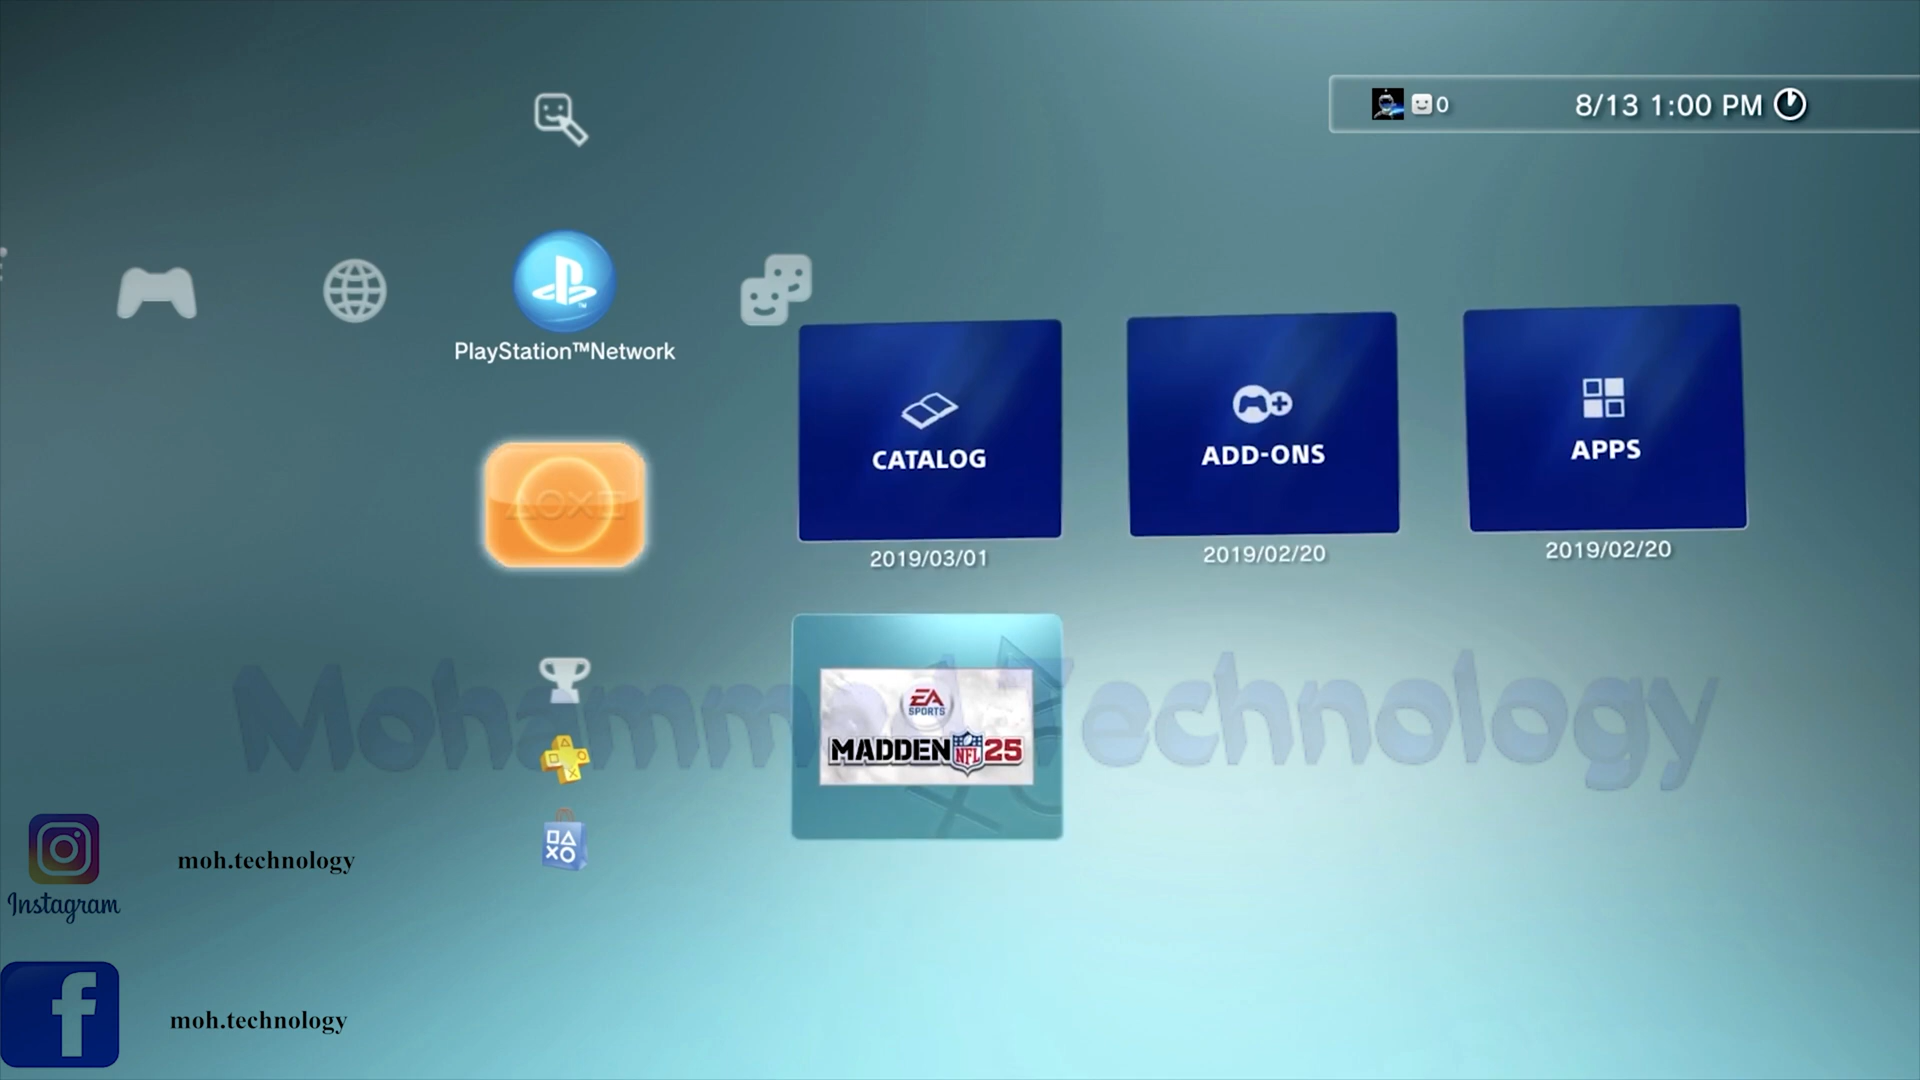 0
8/13 1:00 PM
PlayStation™Network
CATALOG
ADD-ONS
APPS
2019/03/01
2019/02/20
2019/02/20
EA
SPORTS
MADDEN NFL 25
Technology
moh.technology
Instagram
moh.technology